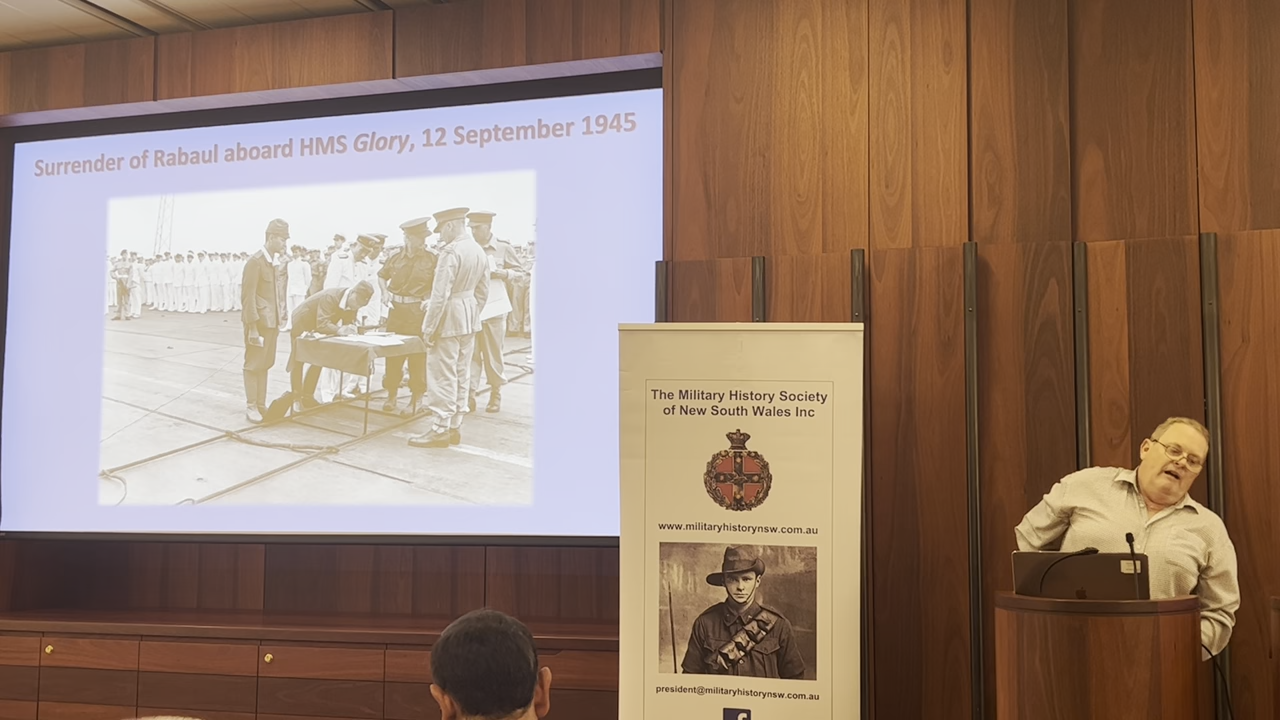 Surrender of Rabaul aboard HMS Glory, 12 September 1945
The Military History Society
of New South Wales Inc
www.militaryhistorynsw.com.au
president@militaryhistorynsw.com.au